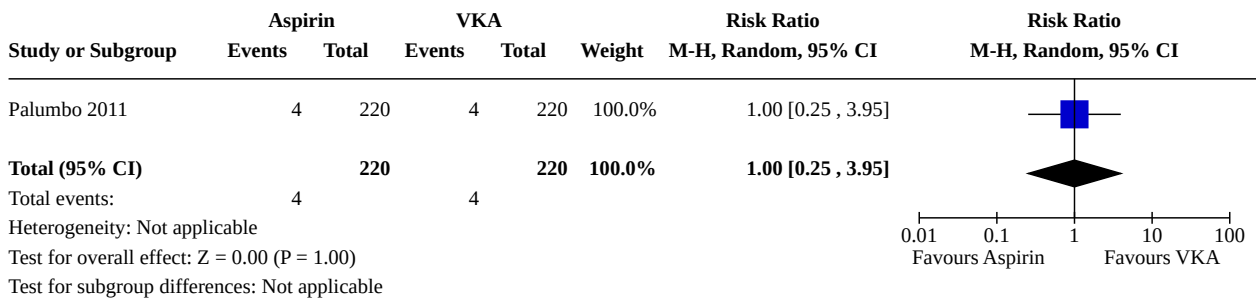 Aspirin VKA Risk Ratio Risk Ratio
Study or Subgroup Events Total Events Total Weight M-H, Random, 95% CI M-H, Random, 95% CI
Palumbo 2011 4 220 4 220 100.0% 1.00 [0.25 , 3.95]
Total (95% CI) 220 220 100.0% 1.00 [0.25 , 3.95]
Total events: 4 4
Heterogeneity: Not applicable
0.01 0.1 1 10 100
Test for overall effect: Z = 0.00 (P = 1.00) Favours Aspirin Favours VKA
Test for subgroup differences: Not applicable